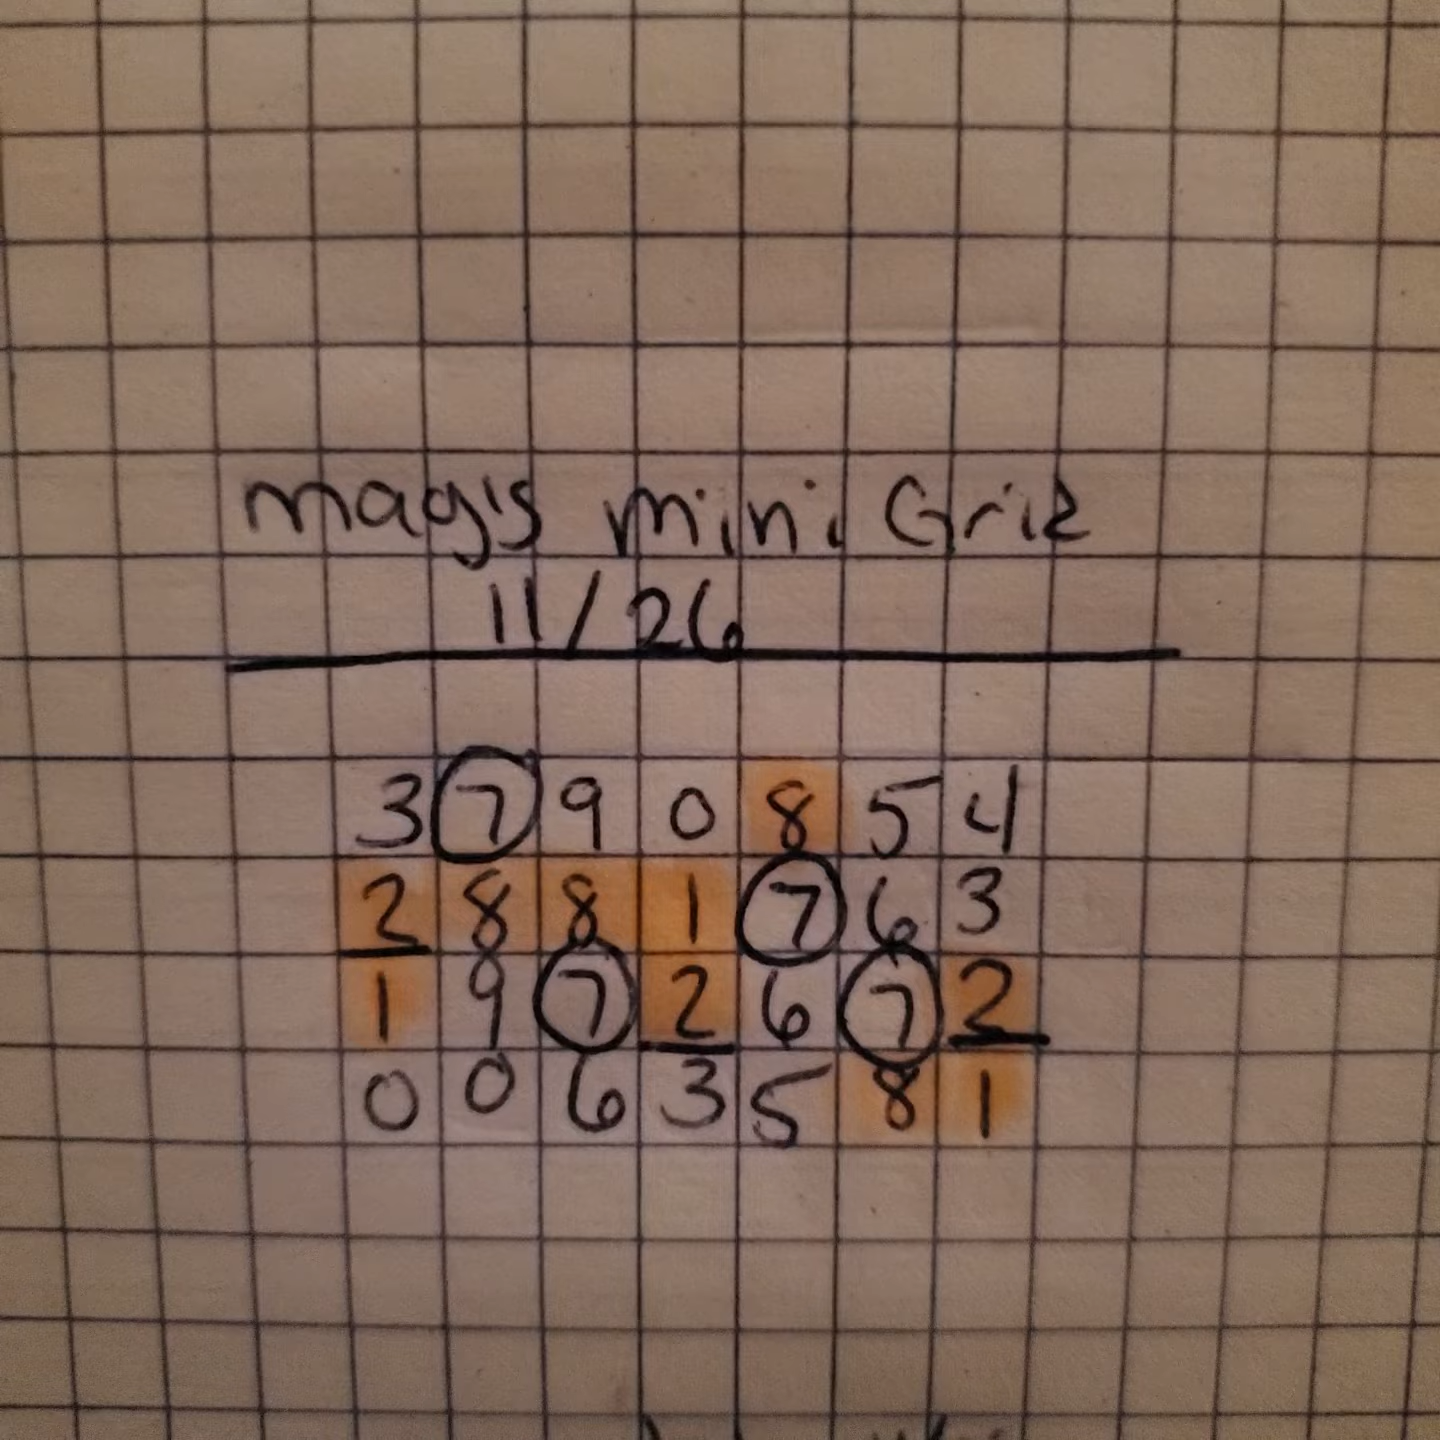 mag's mini Grid
11/26
3 7 9 0 8 5 4
2 8 8 1 7 6 3
1 9 7 2 6 7 2
0 0 6 3 5 8 1